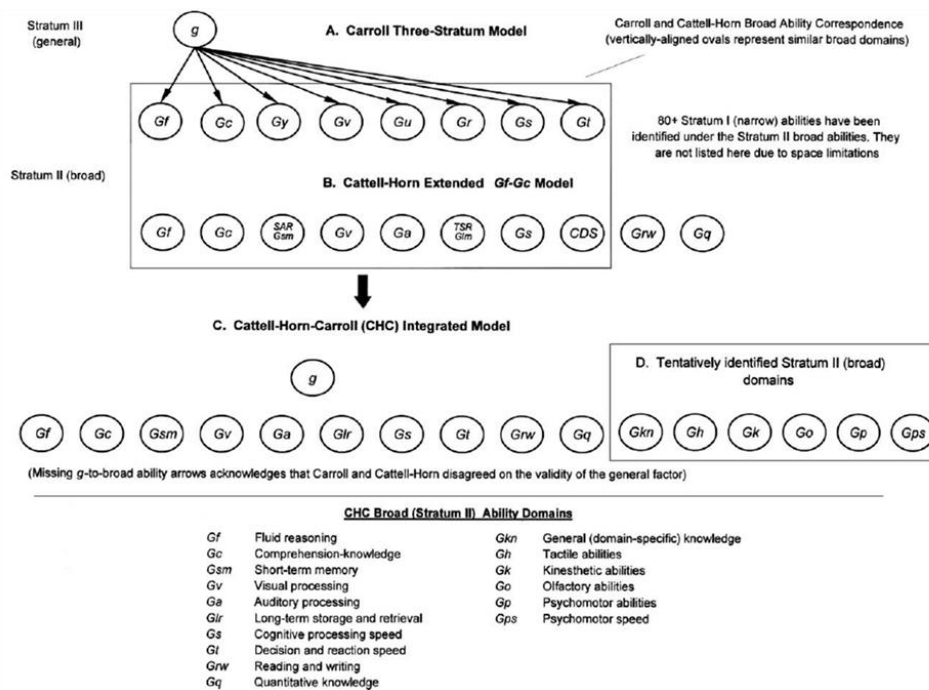 Stratum III
(general)
g
A. Carroll Three-Stratum Model
Carroll and Cattell-Horn Broad Ability Correspondence
(vertically-aligned ovals represent similar broad domains)
Gf Gc Gy Gv Gu Gr Gs Gt
80+ Stratum I (narrow) abilities have
been identified under the Stratum II broad abilities. They
are not listed here due to space limitations
Stratum II (broad)
B. Cattell-Horn Extended Gf-Gc Model
Gf Gc SAR Gsm Gv Ga TSR Glm Gs CDS Grw Gq
C. Cattell-Horn-Carroll (CHC) Integrated Model
g
D. Tentatively identified Stratum II (broad)
domains
Gf Gc Gsm Gv Ga Glr Gs Gt Grw Gq Gkn Gh Gk Go Gp Gps
(Missing g-to-broad ability arrows acknowledges that Carroll and Cattell-Horn disagreed on the validity of the general factor)
CHC Broad (Stratum II) Ability Domains
Gf Fluid reasoning
Gc Comprehension-knowledge
Gsm Short-term memory
Gv Visual processing
Ga Auditory processing
Glr Long-term storage and retrieval
Gs Cognitive processing speed
Gt Decision and reaction speed
Grw Reading and writing
Gq Quantitative knowledge
Gkn General (domain-specific) knowledge
Gh Tactile abilities
Gk Kinesthetic abilities
Go Olfactory abilities
Gp Psychomotor abilities
Gps Psychomotor speed